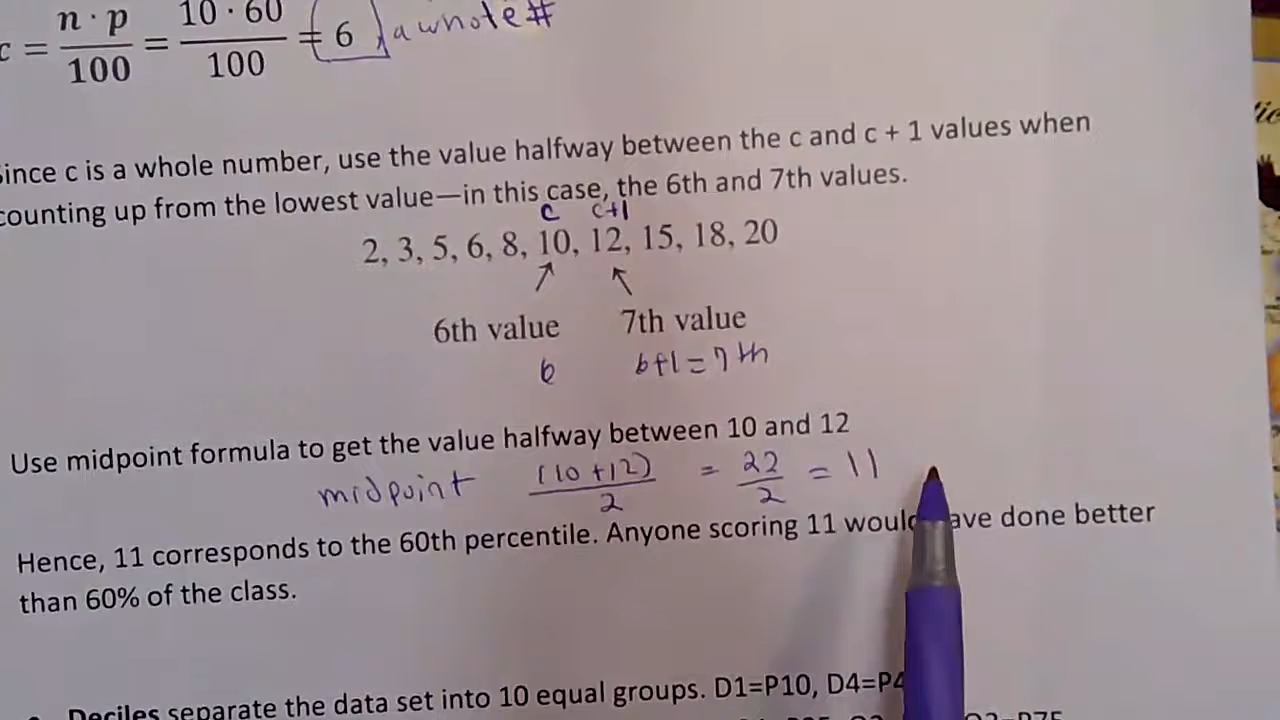 c = n · p / 100 = 10 · 60 / 100 = 6 a whole #
Since c is a whole number, use the value halfway between the c and c + 1 values when
counting up from the lowest value—in this case, the 6th and 7th values.
c c+1
2, 3, 5, 6, 8, 10, 12, 15, 18, 20
6th value 7th value
6 6+1=7th
Use midpoint formula to get the value halfway between 10 and 12
midpoint (10+12) / 2 = 22 / 2 = 11
Hence, 11 corresponds to the 60th percentile. Anyone scoring 11 would have done better
than 60% of the class.
Deciles separate the data set into 10 equal groups. D1=P10, D4=P4